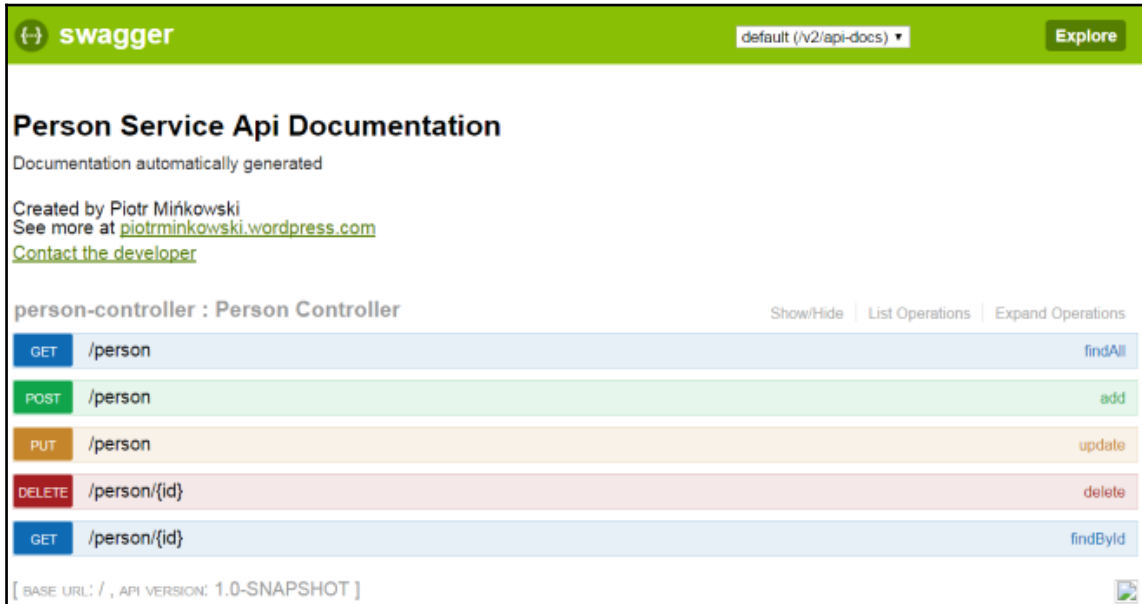 {···} swagger default (/v2/api-docs) ▾ Explore
Person Service Api Documentation
Documentation automatically generated
Created by Piotr Mińkowski
See more at piotrminkowski.wordpress.com
Contact the developer
person-controller : Person Controller Show/Hide List Operations Expand Operations
GET /person findAll
POST /person add
PUT /person update
DELETE /person/{id} delete
GET /person/{id} findById
[ BASE URL: / , API VERSION: 1.0-SNAPSHOT ]